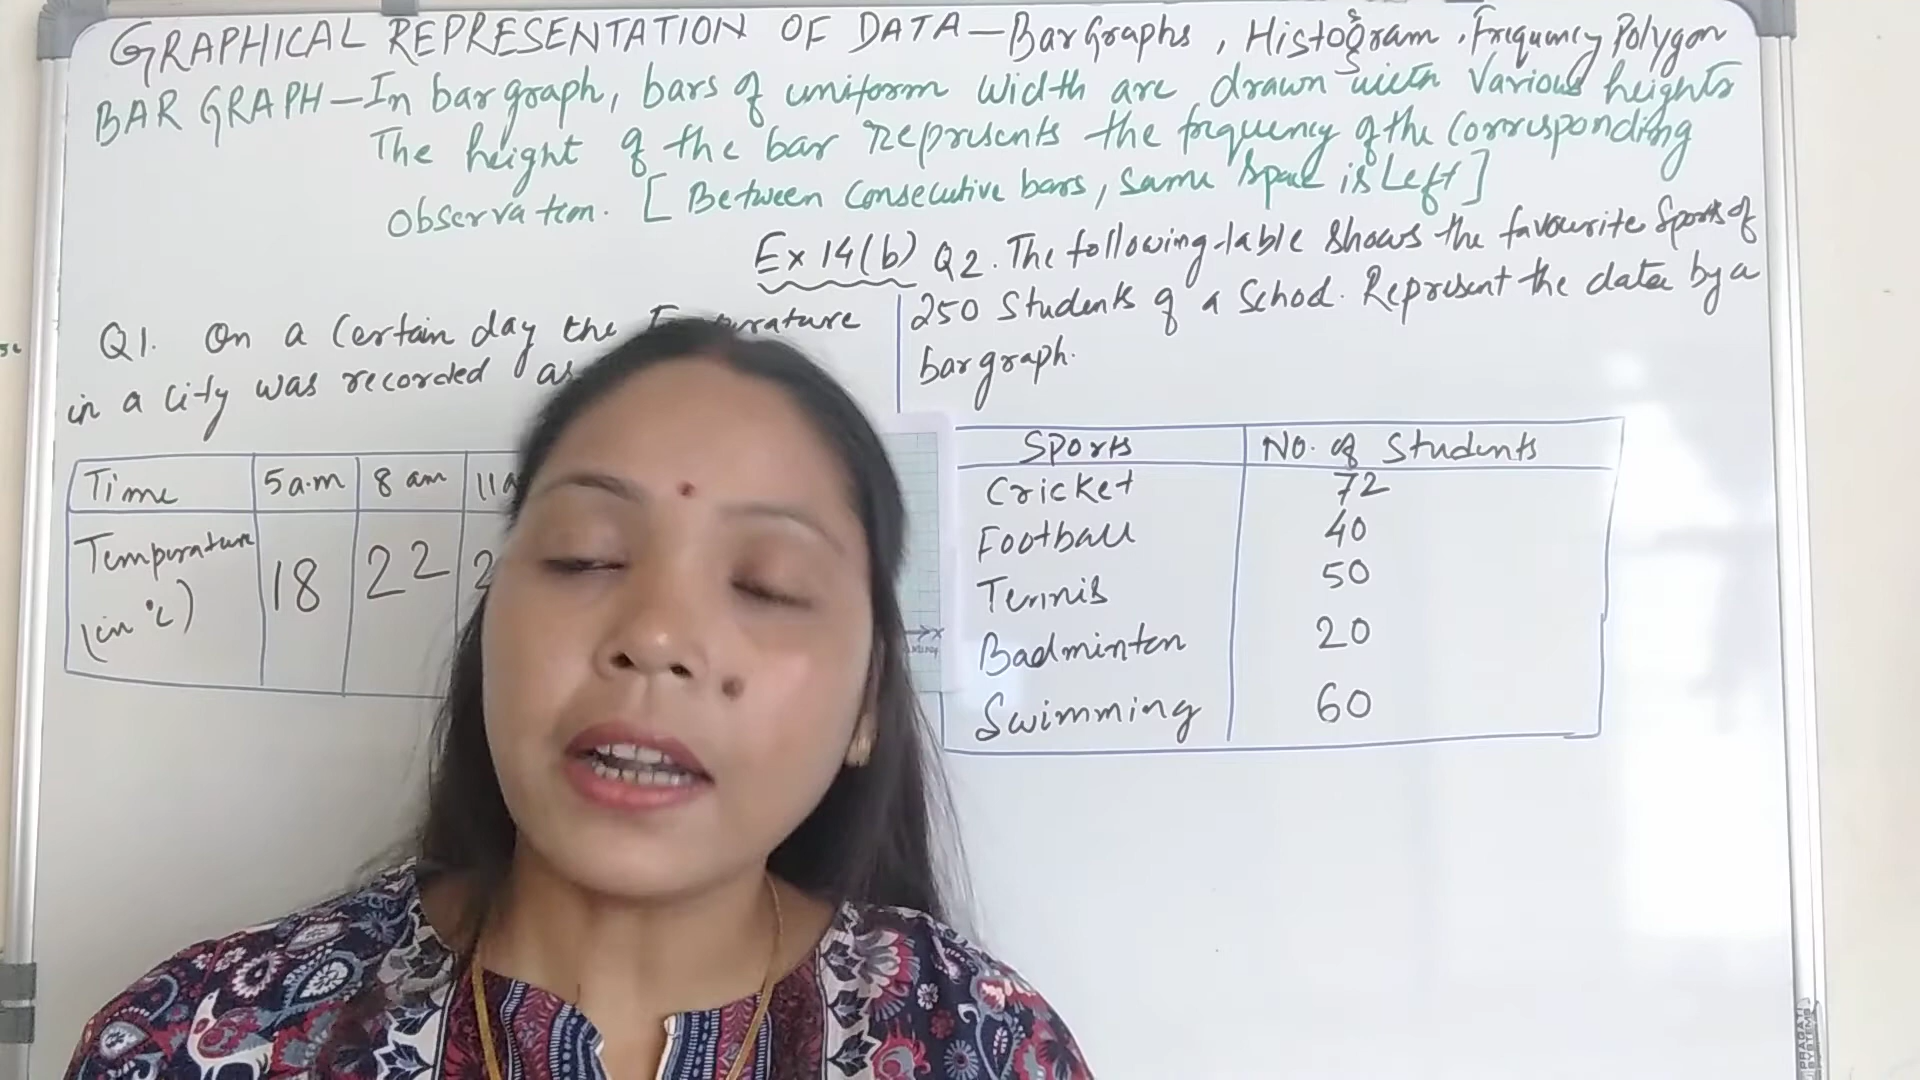 GRAPHICAL REPRESENTATION OF DATA—Bar Graphs, Histogram, Frequency Polygon
BAR GRAPH—In bar graph, bars of uniform width are drawn with Various heights
The height of the bar represents the frequency of the corresponding
observation. [Between Consecutive bars, same space is Left]
Ex 14(b) Q2. The following table shows the favourite Sports of
250 Students of a School. Represent the data by a
bar graph.
Q1. On a Certain day the
in a City was recorded as
Time 5 a.m 8 am
Temperature 18 22
(in °c)
Sports No. of Students
Cricket 72
Football 40
Tennis 50
Badminton 20
Swimming 60
PRAGATI
SYSTEMS